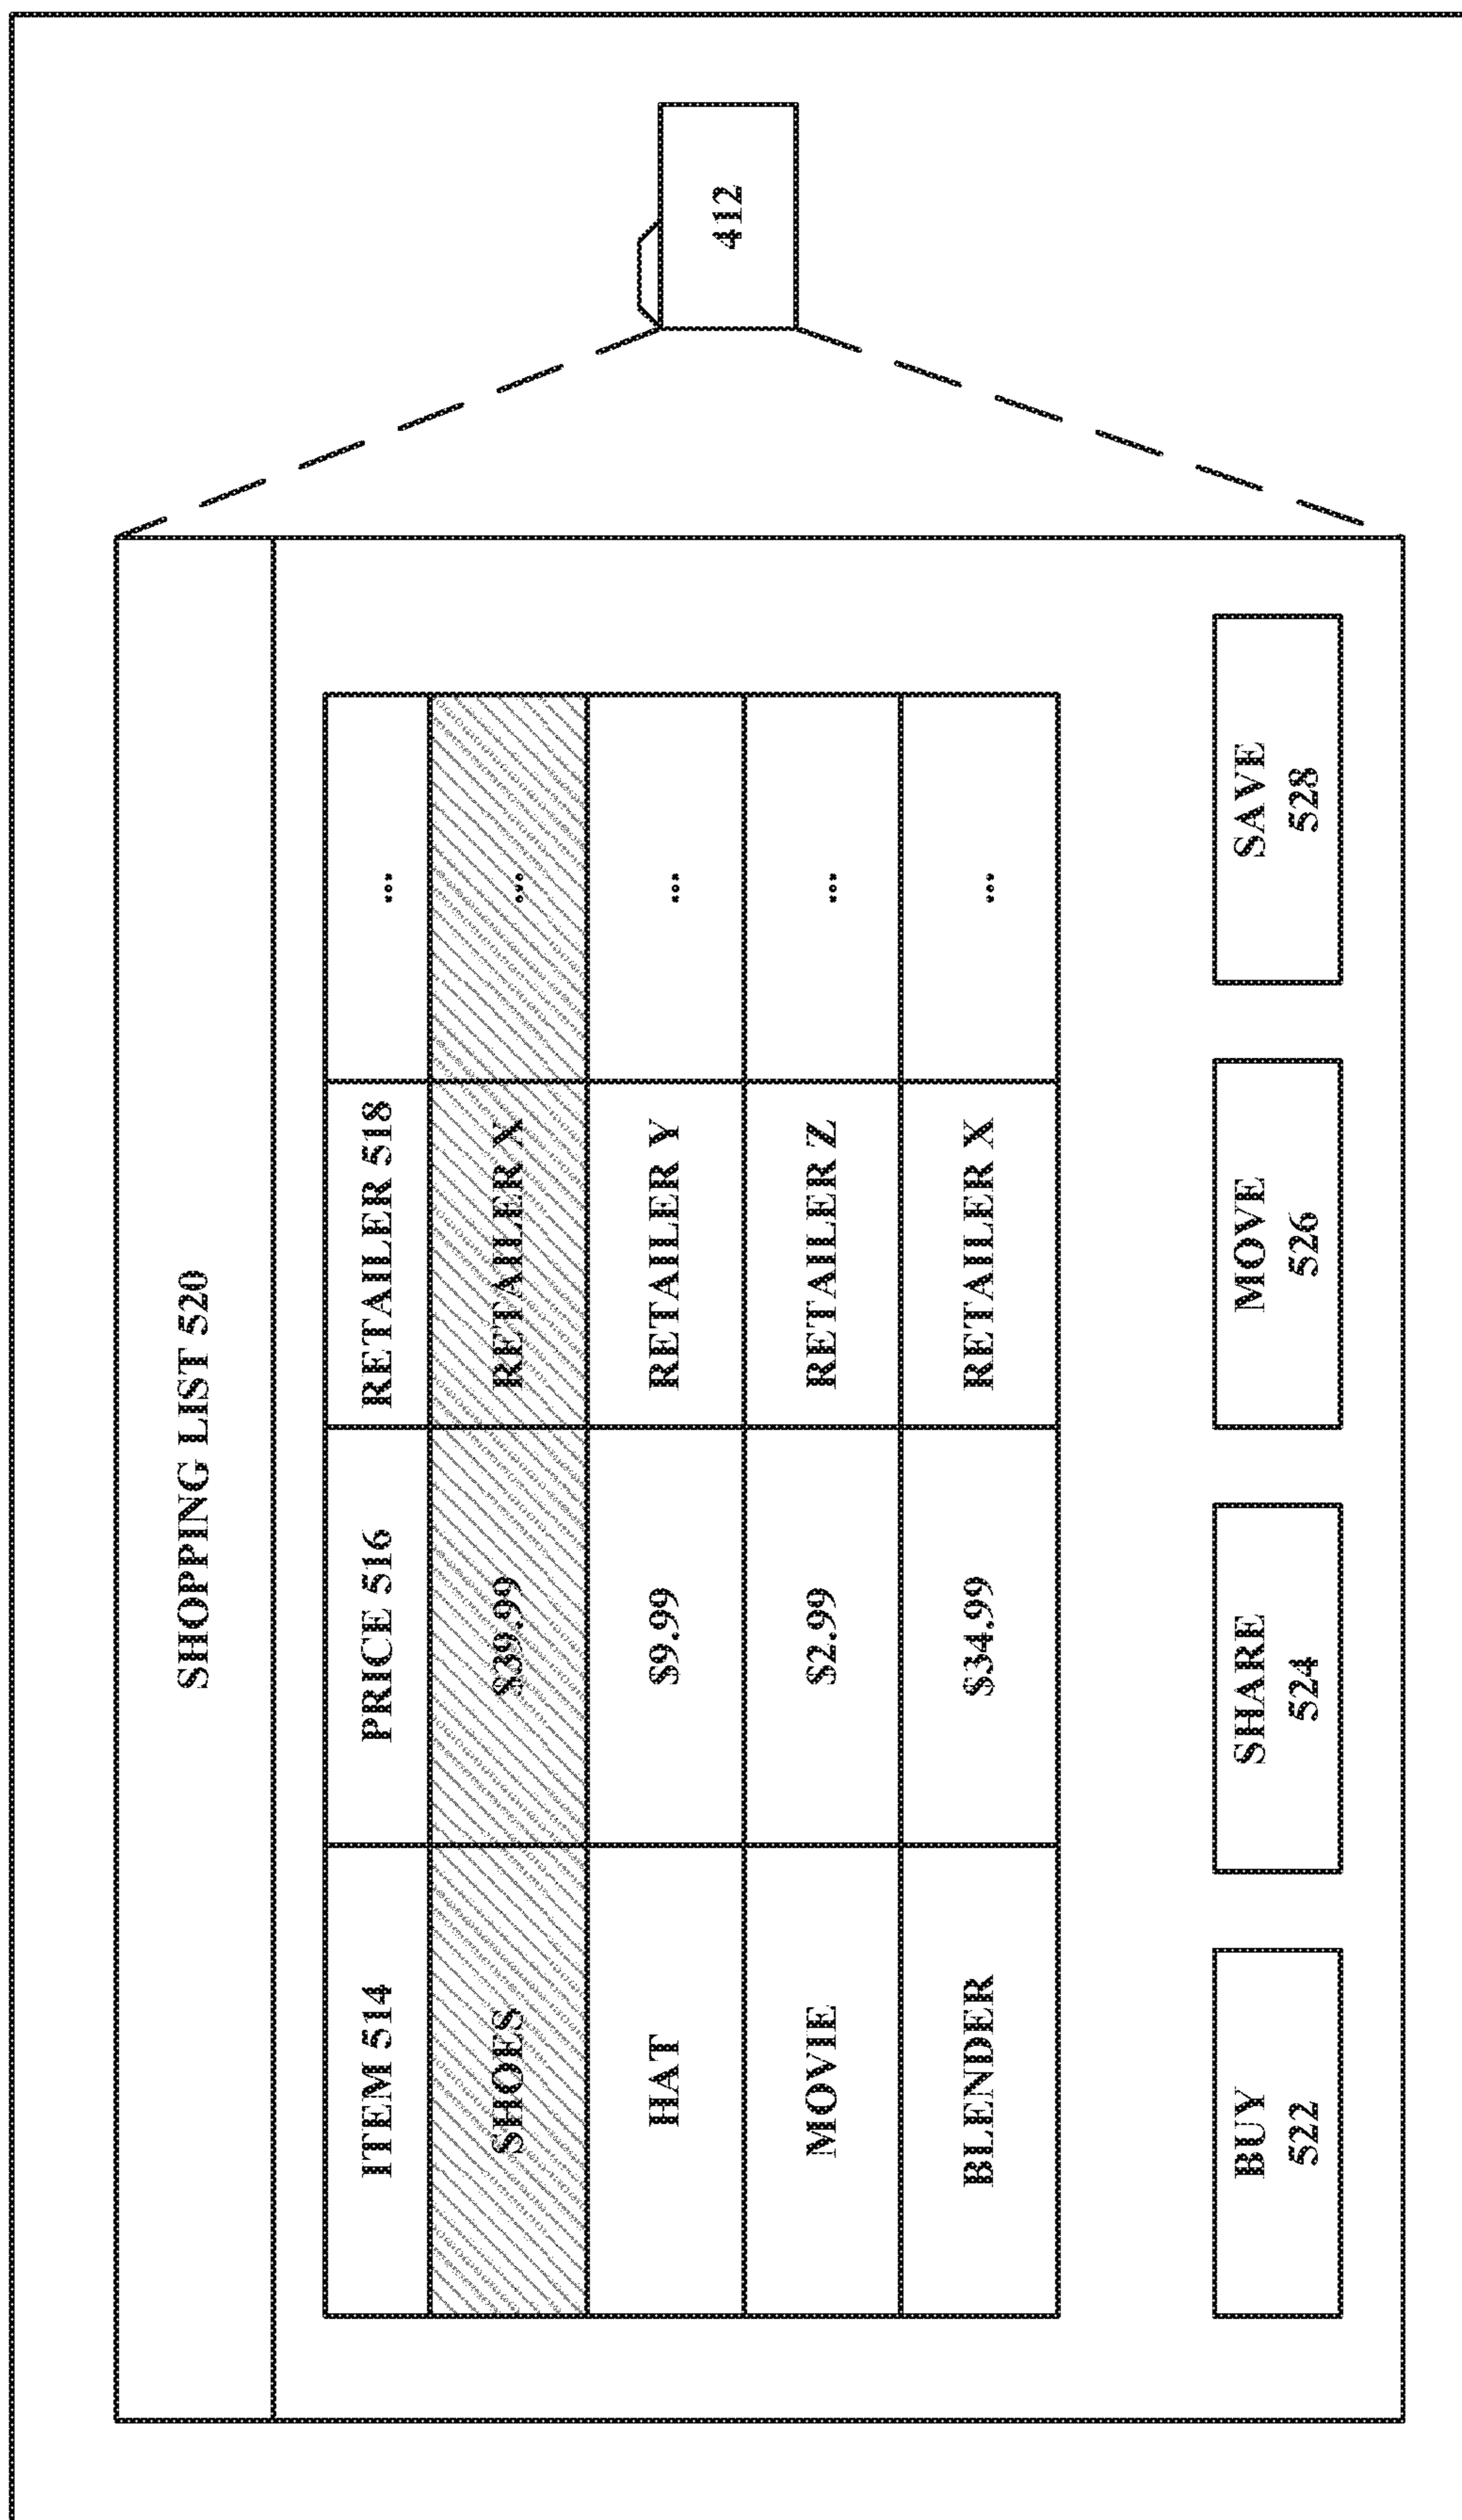 SHOPPING LIST 520
ITEM 514 PRICE 516 RETAILER 518 ...
SHOES $39.99 RETAILER X ...
HAT $9.99 RETAILER Y ...
MOVIE $2.99 RETAILER Z ...
BLENDER $34.99 RETAILER X ...
BUY SHARE MOVE SAVE
522 524 526 528
412